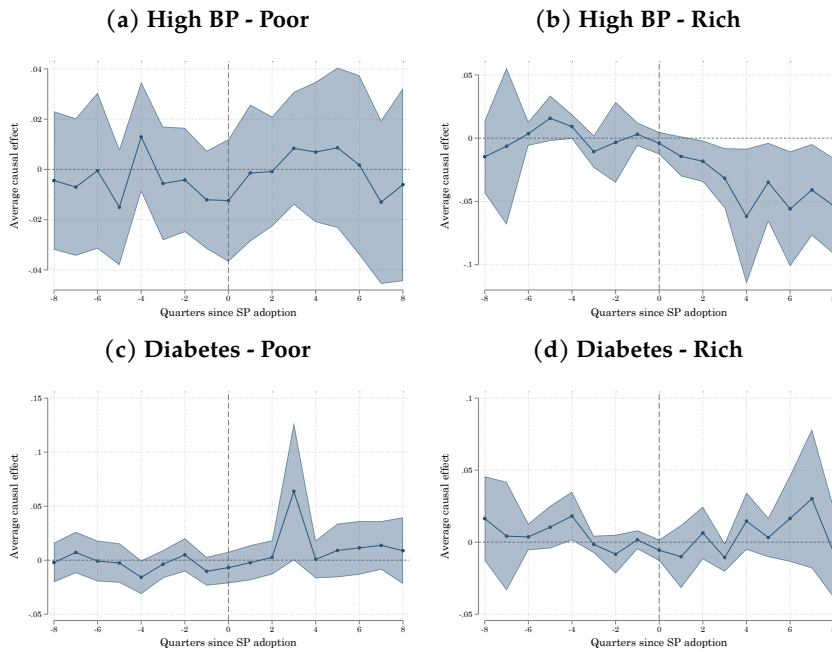 (a) High BP - Poor
.04
.02
0
-.02
-.04
Average causal effect
-8 -6 -4 -2 0 2 4 6 8
Quarters since SP adoption
(b) High BP - Rich
.05
0
-.05
-.1
Average causal effect
-8 -6 -4 -2 0 2 4 6 8
Quarters since SP adoption
(c) Diabetes - Poor
.15
.1
.05
0
-.05
Average causal effect
-8 -6 -4 -2 0 2 4 6 8
Quarters since SP adoption
(d) Diabetes - Rich
.1
.05
0
-.05
Average causal effect
-8 -6 -4 -2 0 2 4 6 8
Quarters since SP adoption